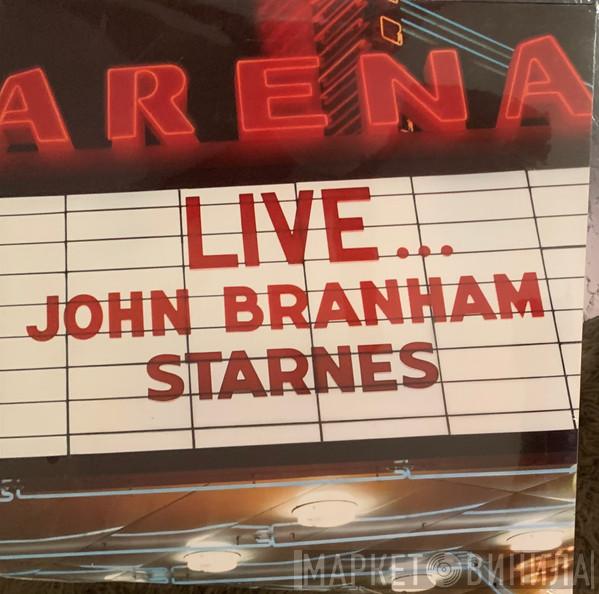 ARENA
LIVE...
JOHN BRANHAM
STARNES
МАРКЕТ ВИНИЛА